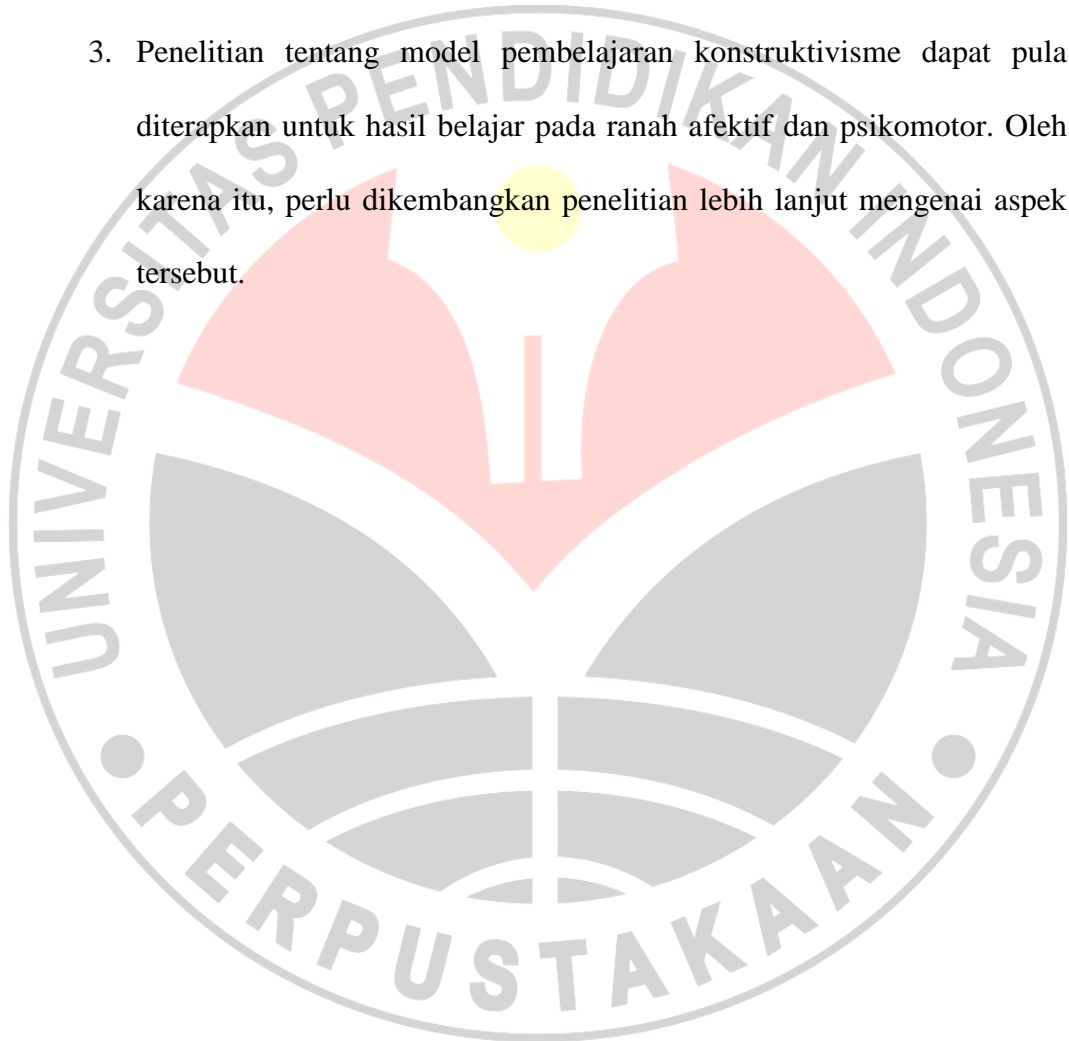 3. Penelitian tentang model pembelajaran konstruktivisme dapat pula
diterapkan untuk hasil belajar pada ranah afektif dan psikomotor. Oleh
karena itu, perlu dikembangkan penelitian lebih lanjut mengenai aspek
tersebut.
UNIVERSITAS PENDIDIKAN INDONESIA
PERPUSTAKAAN